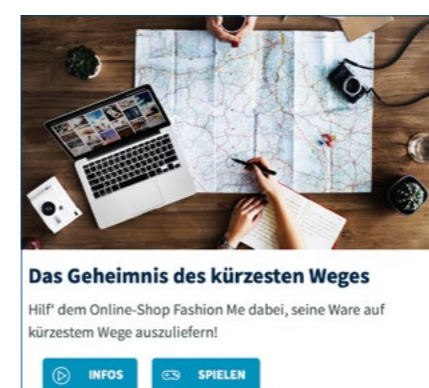 Das Geheimnis des kürzesten Weges
Hilf‘ dem Online-Shop Fashion Me dabei, seine Ware auf
kürzestem Wege auszuliefern!
INFOS
SPIELEN